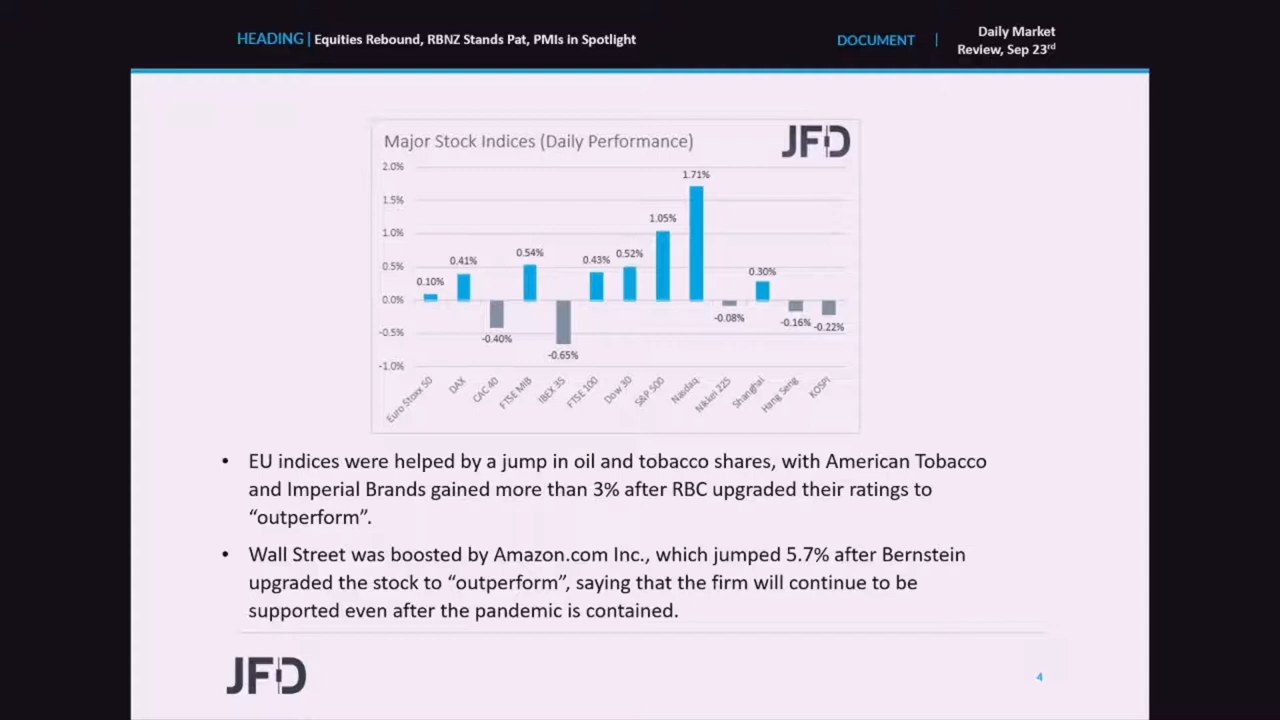 HEADING | Equities Rebound, RBNZ Stands Pat, PMIs in Spotlight
DOCUMENT | Daily Market
Review, Sep 23rd
Major Stock Indices (Daily Performance)
JFD
2.0%
1.5%
1.0%
0.5%
0.0%
-0.5%
-1.0%
0.10%
0.41%
-0.40%
0.54%
-0.65%
0.43%
0.52%
1.05%
1.71%
-0.08%
0.30%
-0.16%
-0.22%
Euro Stoxx 50
DAX
CAC 40
FTSE MIB
IBEX 35
FTSE 100
Dow 30
S&P 500
Nasdaq
Nikkei 225
Shanghai
Hang Seng
KOSPI
• EU indices were helped by a jump in oil and tobacco shares, with American Tobacco
and Imperial Brands gained more than 3% after RBC upgraded their ratings to
“outperform”.
• Wall Street was boosted by Amazon.com Inc., which jumped 5.7% after Bernstein
upgraded the stock to “outperform”, saying that the firm will continue to be
supported even after the pandemic is contained.
JFD
4